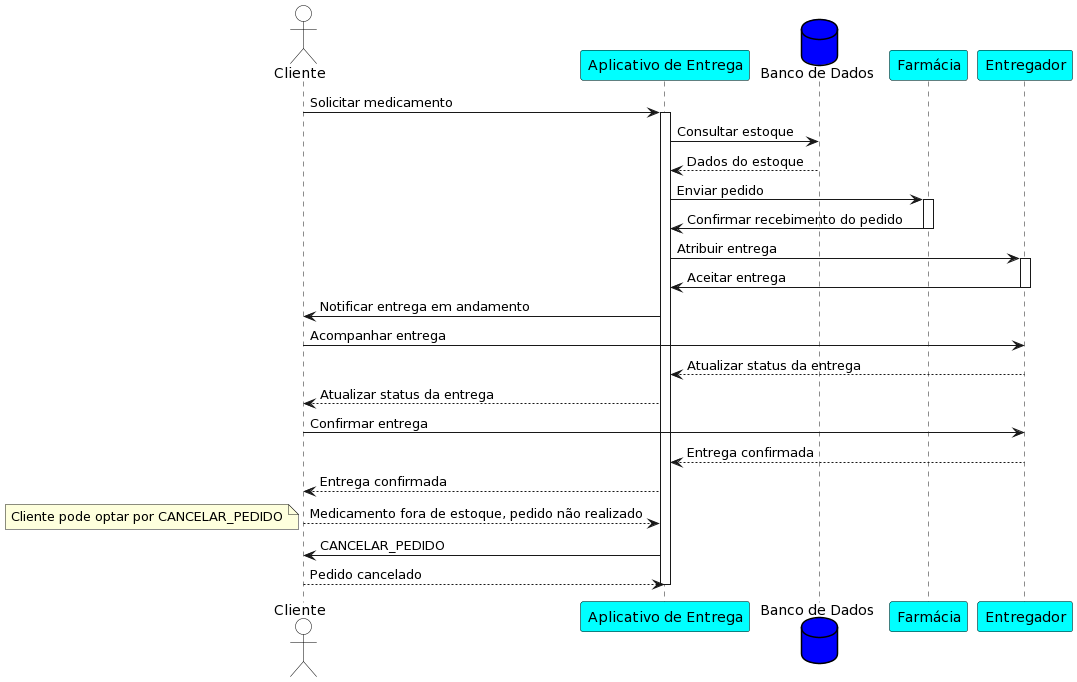 Cliente
Aplicativo de Entrega
Banco de Dados
Farmácia
Entregador
Solicitar medicamento
Consultar estoque
Dados do estoque
Enviar pedido
Confirmar recebimento do pedido
Atribuir entrega
Aceitar entrega
Notificar entrega em andamento
Acompanhar entrega
Atualizar status da entrega
Atualizar status da entrega
Confirmar entrega
Entrega confirmada
Entrega confirmada
Cliente pode optar por CANCELAR_PEDIDO
Medicamento fora de estoque, pedido não realizado
CANCELAR_PEDIDO
Pedido cancelado
Cliente
Aplicativo de Entrega
Banco de Dados
Farmácia
Entregador